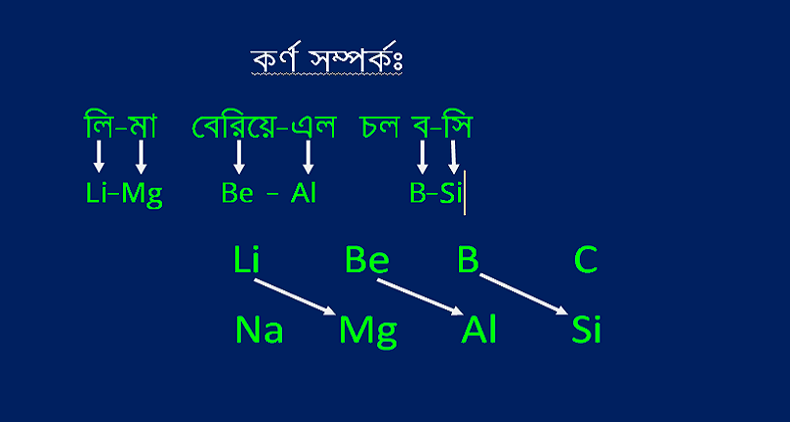 কর্ণ সম্পর্কঃ
লি-মা বেরিয়ে-এল চল ব-সি
Li-Mg Be - Al B-Si
Li Be B C
Na Mg Al Si